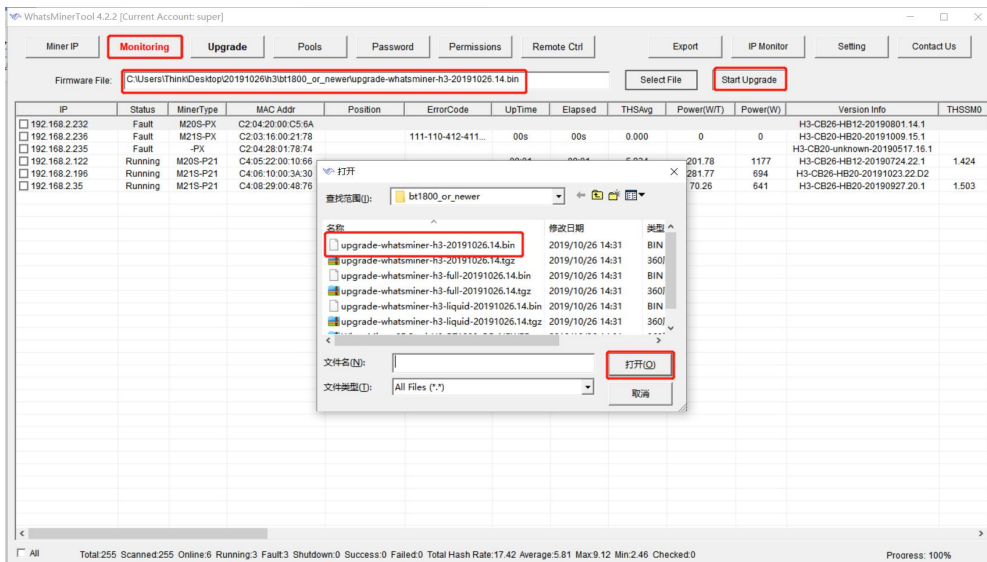 WhatsMinerTool 4.2.2 [Current Account: super]
Miner IP Monitoring Upgrade Pools Password Permissions Remote Ctrl Export IP Monitor Setting Contact Us
Firmware File: C:\Users\Think\Desktop\20191026\h3\bt1800_or_newer\upgrade-whatsminer-h3-20191026.14.bin Select File Start Upgrade
IP Status MinerType MAC Addr Position ErrorCode UpTime Elapsed THSAvg Power(W/T) Power(W) Version Info THSSM0
192.168.2.232 Fault M20S-PX C2:04:20:00:C5:6A H3-CB26-HB12-20190801.14.1
192.168.2.236 Fault M21S-PX C2:03:16:00:21:78 111-110-412-411... 00s 00s 0.000 0 0 H3-CB20-HB20-20191009.15.1
192.168.2.235 Fault -PX C2:04:28:01:78:74 H3-CB20-unknown-20190517.16.1
192.168.2.122 Running M20S-P21 C4:05:22:00:10:66 201.78 1177 H3-CB26-HB12-20190724.22.1 1.424
192.168.2.196 Running M21S-P21 C4:06:10:00:3A:30 281.77 694 H3-CB26-HB20-20191023.22.D2
192.168.2.35 Running M21S-P21 C4:08:29:00:48:76 70.26 641 H3-CB26-HB20-20190927.20.1 1.503
打开
查找范围(I): bt1800_or_newer
名称 修改日期 类型
upgrade-whatsminer-h3-20191026.14.bin 2019/10/26 14:31 BIN
upgrade-whatsminer-h3-20191026.14.tgz 2019/10/26 14:31 360
upgrade-whatsminer-h3-full-20191026.14.bin 2019/10/26 14:31 BIN
upgrade-whatsminer-h3-full-20191026.14.tgz 2019/10/26 14:31 360
upgrade-whatsminer-h3-liquid-20191026.14.bin 2019/10/26 14:31 BIN
upgrade-whatsminer-h3-liquid-20191026.14.tgz 2019/10/26 14:31 360
文件名(N): 打开(O)
文件类型(T): All Files (*.*) 取消
All Total:255 Scanned:255 Online:6 Running:3 Fault:3 Shutdown:0 Success:0 Failed:0 Total Hash Rate:17.42 Average:5.81 Max:9.12 Min:2.46 Checked:0 Progress: 100%